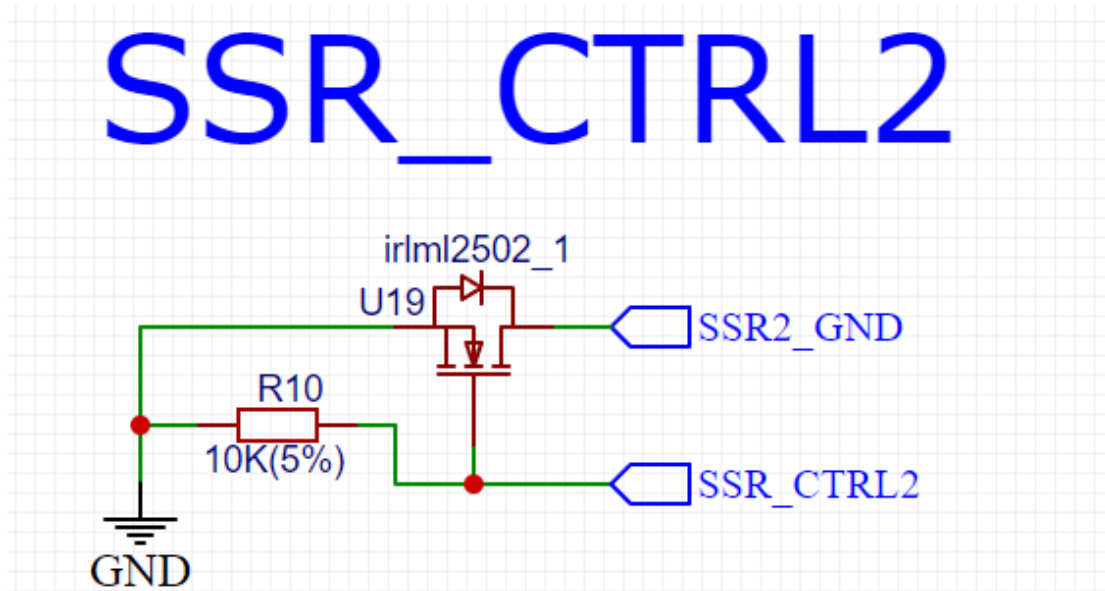 SSR_CTRL2
irlml2502_1
U19
SSR2_GND
R10
10K(5%)
SSR_CTRL2
GND